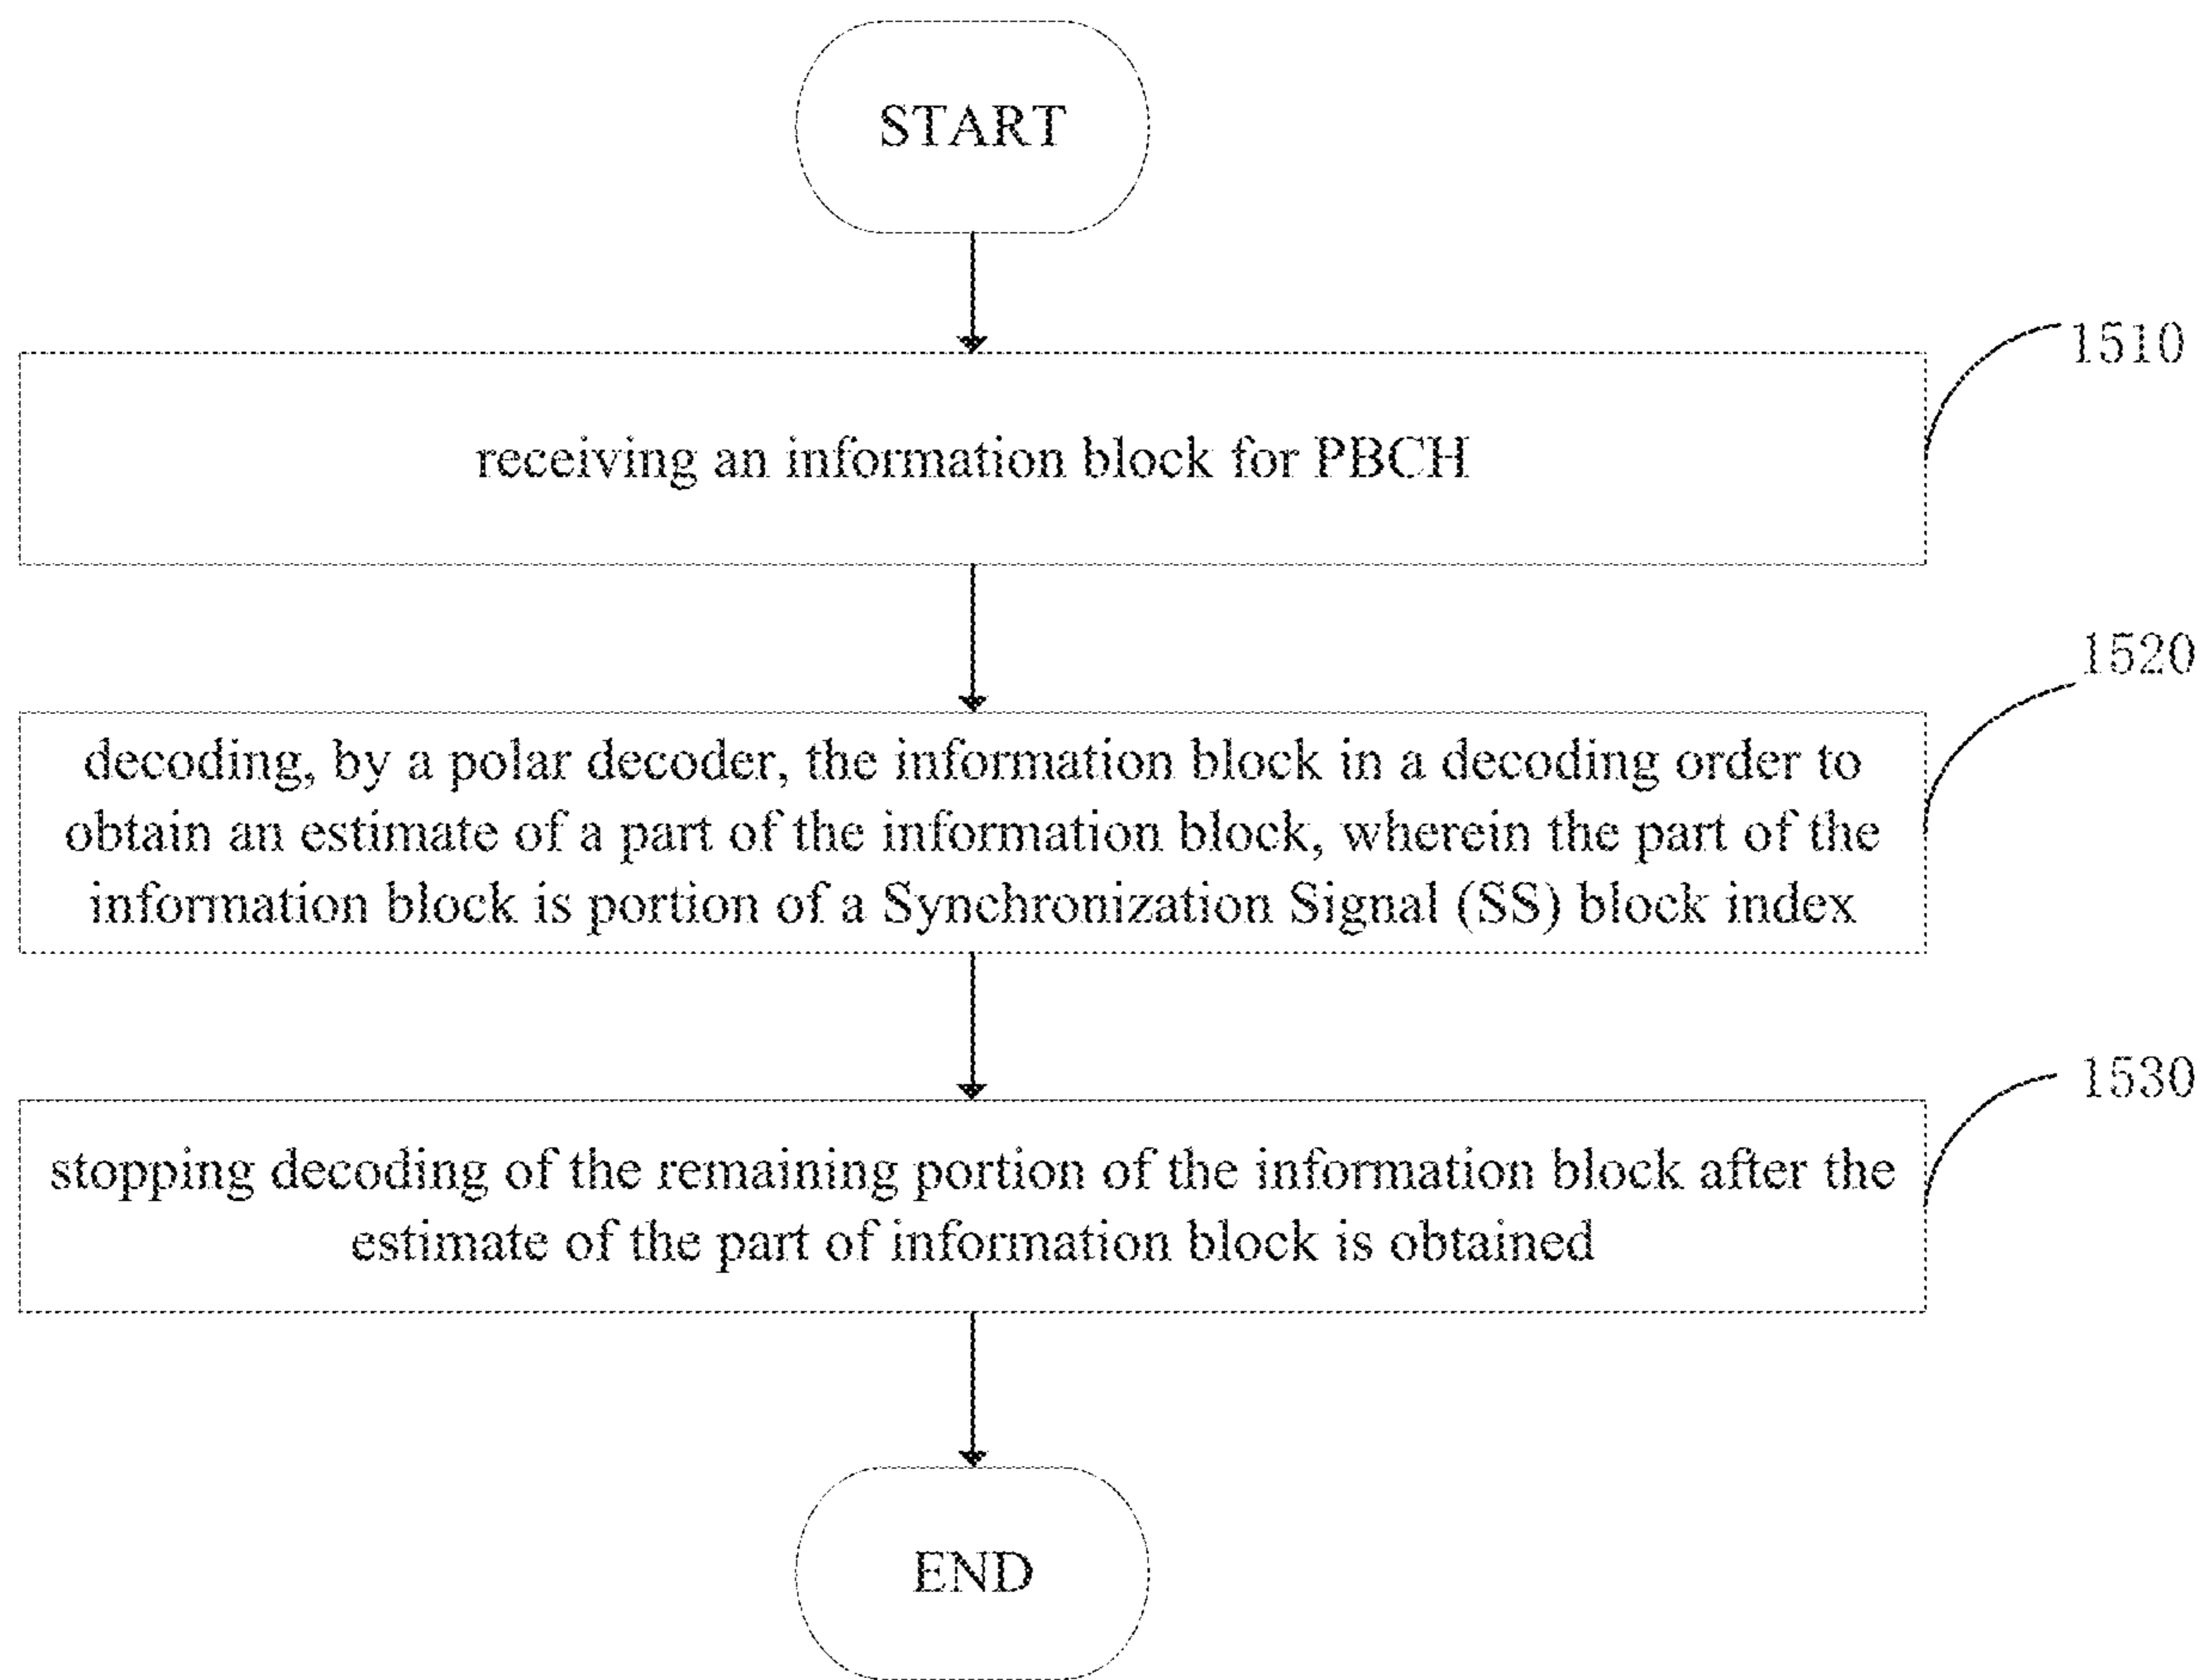 START
1510
receiving an information block for PBCH
1520
decoding, by a polar decoder, the information block in a decoding order to
obtain an estimate of a part of the information block, wherein the part of the
information block is portion of a Synchronization Signal (SS) block index
1530
stopping decoding of the remaining portion of the information block after the
estimate of the part of information block is obtained
END